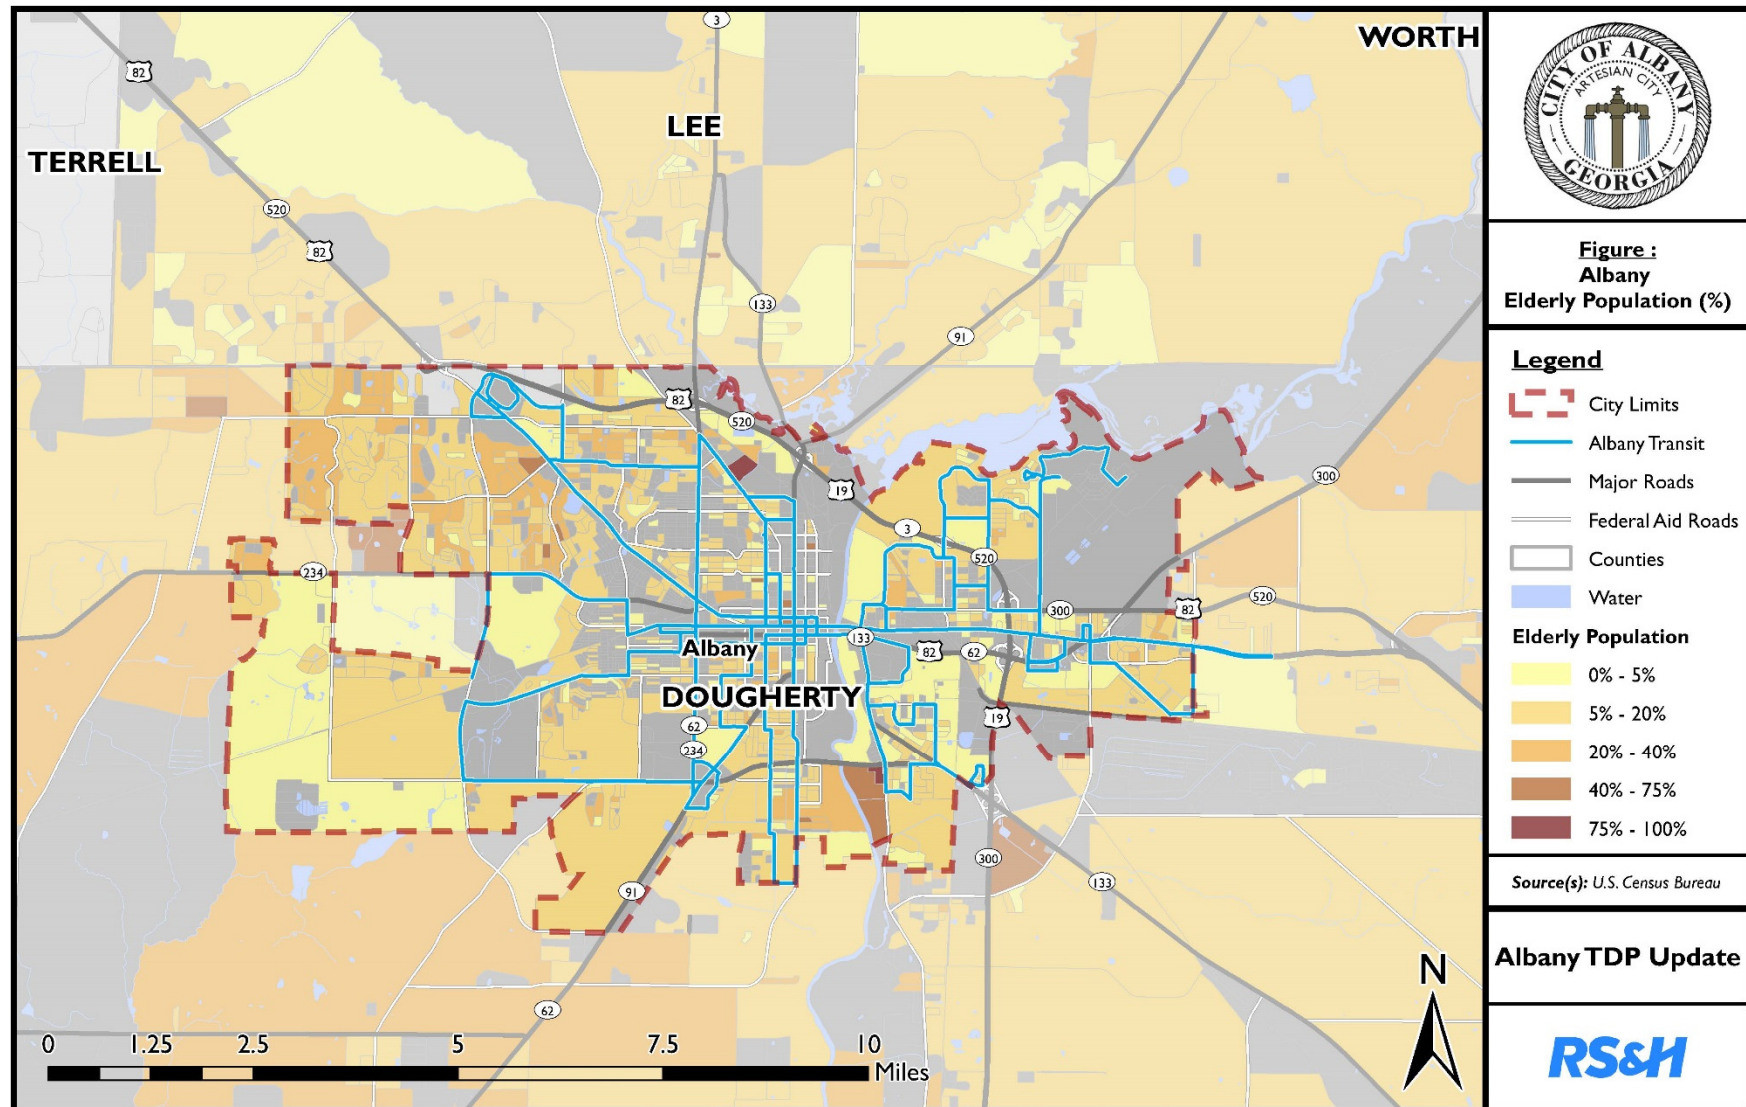 WORTH
3
82
LEE
TERRELL
520
82
133
91
82
520
19
300
3
520
234
300
82
520
133
82
62
Albany
DOUGHERTY
62
19
234
300
133
91
62
0 1.25 2.5 5 7.5 10
Miles
N
CITY OF ALBANY
ARTESIAN CITY
GEORGIA
Figure :
Albany
Elderly Population (%)
Legend
City Limits
Albany Transit
Major Roads
Federal Aid Roads
Counties
Water
Elderly Population
0% - 5%
5% - 20%
20% - 40%
40% - 75%
75% - 100%
Source(s): U.S. Census Bureau
Albany TDP Update
RS&H